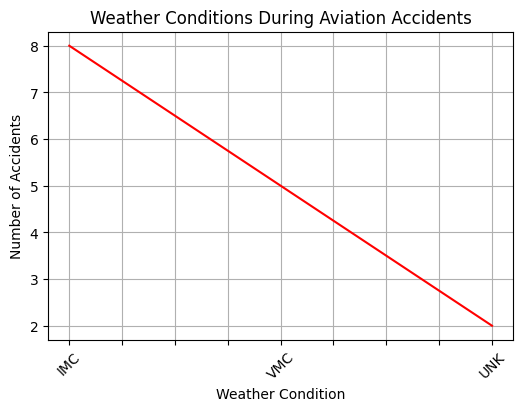 Weather Conditions During Aviation Accidents
8
7
6
5
4
3
2
Number of Accidents
IMC
VMC
UNK
Weather Condition